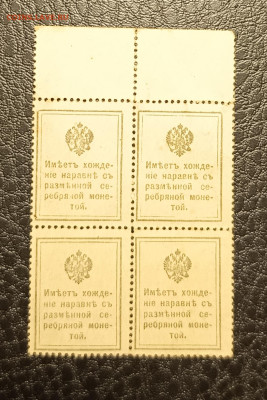 Имѣетъ хожде-
ніе наравнѣ съ
размѣнной се-
ребряной моне-
той.
Имѣетъ хожде-
ніе наравнѣ съ
размѣнной се-
ребряной моне-
той.
Имѣетъ хожде-
ніе наравнѣ съ
размѣнной се-
ребряной моне-
той.
Имѣетъ хожде-
ніе наравнѣ съ
размѣнной се-
ребряной моне-
той.